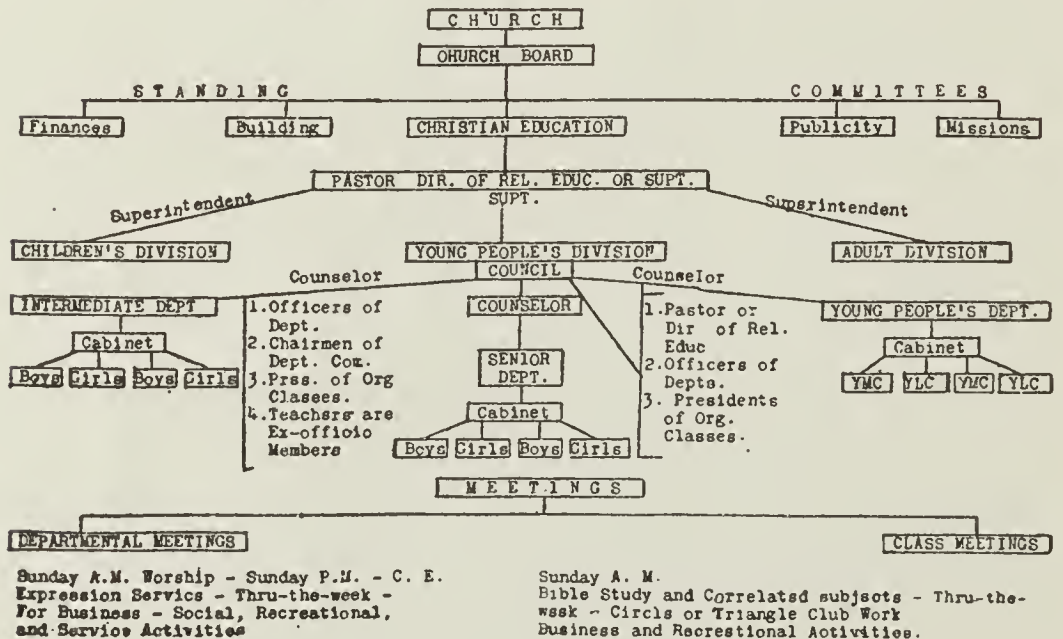 CHURCH
OHURCH BOARD
STANDING COMMITTEES
Finances Building CHRISTIAN EDUCATION Publicity Missions
PASTOR DIR. OF REL. EDUC. OR SUPT.
Superintendent SUPT. Superintendent
CHILDREN'S DIVISION YOUNG PEOPLE'S DIVISION ADULT DIVISION
COUNCIL
Counselor Counselor
INTERMEDIATE DEPT
Cabinet
Boys Girls Boys Girls
1.Officers of
Dept.
2.Chairmen of
Dept. Com.
3.Pres. of Org
Classes.
4.Teachers are
Ex-officio
Members
COUNSELOR
SENIOR
DEPT.
Cabinet
Boys Girls Boys Girls
1.Pastor or
Dir of Rel.
Educ
2.Officers of
Depts.
3. Presidents
of Org.
Classes.
YOUNG PEOPLE'S DEPT.
Cabinet
YMC YLC YMC YLC
MEETINGS
DEPARTMENTAL MEETINGS CLASS MEETINGS
Sunday A.M. Worship - Sunday P.M. - C. E.
Expression Service - Thru-the-week -
For Business - Social, Recreational,
and Service Activities
Sunday A. M.
Bible Study and Correlated subjects - Thru-the-
week - Circle or Triangle Club Work
Business and Recreational Activities.